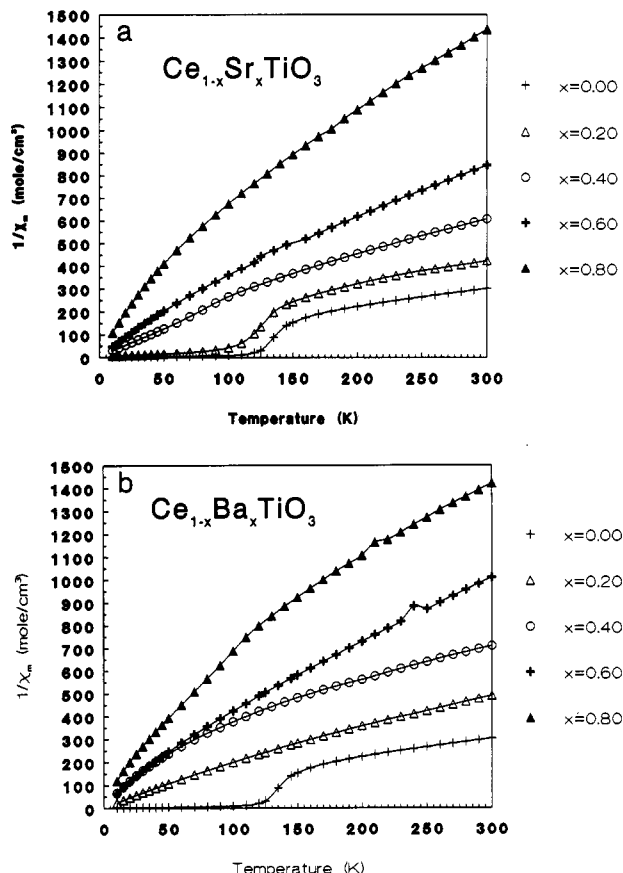 a
Ce1-xSrxTiO3
1/χm (mole/cm³)
1500
1400
1300
1200
1100
1000
900
800
700
600
500
400
300
200
100
0
0 50 100 150 200 250 300
Temperature (K)
x=0.00
x=0.20
x=0.40
x=0.60
x=0.80
b
Ce1-xBaxTiO3
1/χm (mole/cm³)
1500
1400
1300
1200
1100
1000
900
800
700
600
500
400
300
200
100
0
0 50 100 150 200 250 300
Temperature (K)
x=0.00
x=0.20
x=0.40
x=0.60
x=0.80